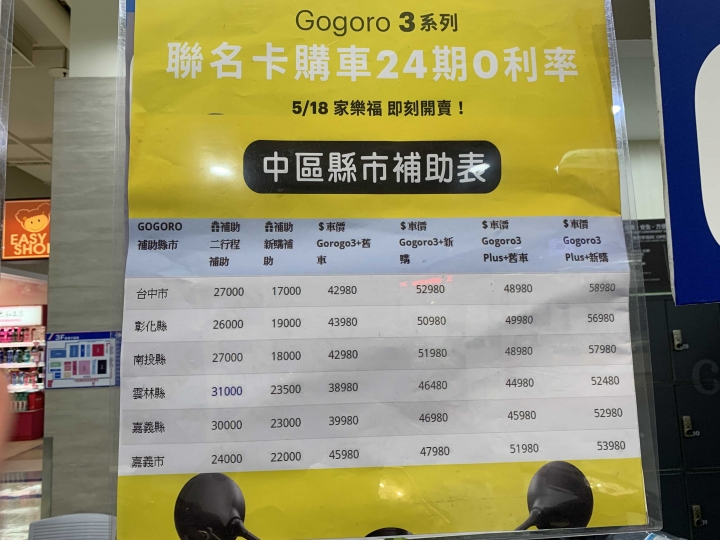 Gogoro 3系列
聯名卡購車24期0利率
5/18 家樂福 即刻開賣！
中區縣市補助表
GOGORO 補助縣市 補助二行程補助 補助新購補助 $車價 Gorogo3+舊車 $車價 Gogoro3+新購 $車價 Gogoro3 Plus+舊車 $車價 Gogoro3 Plus+新購
台中市 27000 17000 42980 52980 48980 58980
彰化縣 26000 19000 43980 50980 49980 56980
南投縣 27000 18000 42980 51980 48980 57980
雲林縣 31000 23500 38980 46480 44980 52480
嘉義縣 30000 23000 39980 46980 45980 52980
嘉義市 24000 22000 45980 47980 51980 53980
EASY
SHO
3F